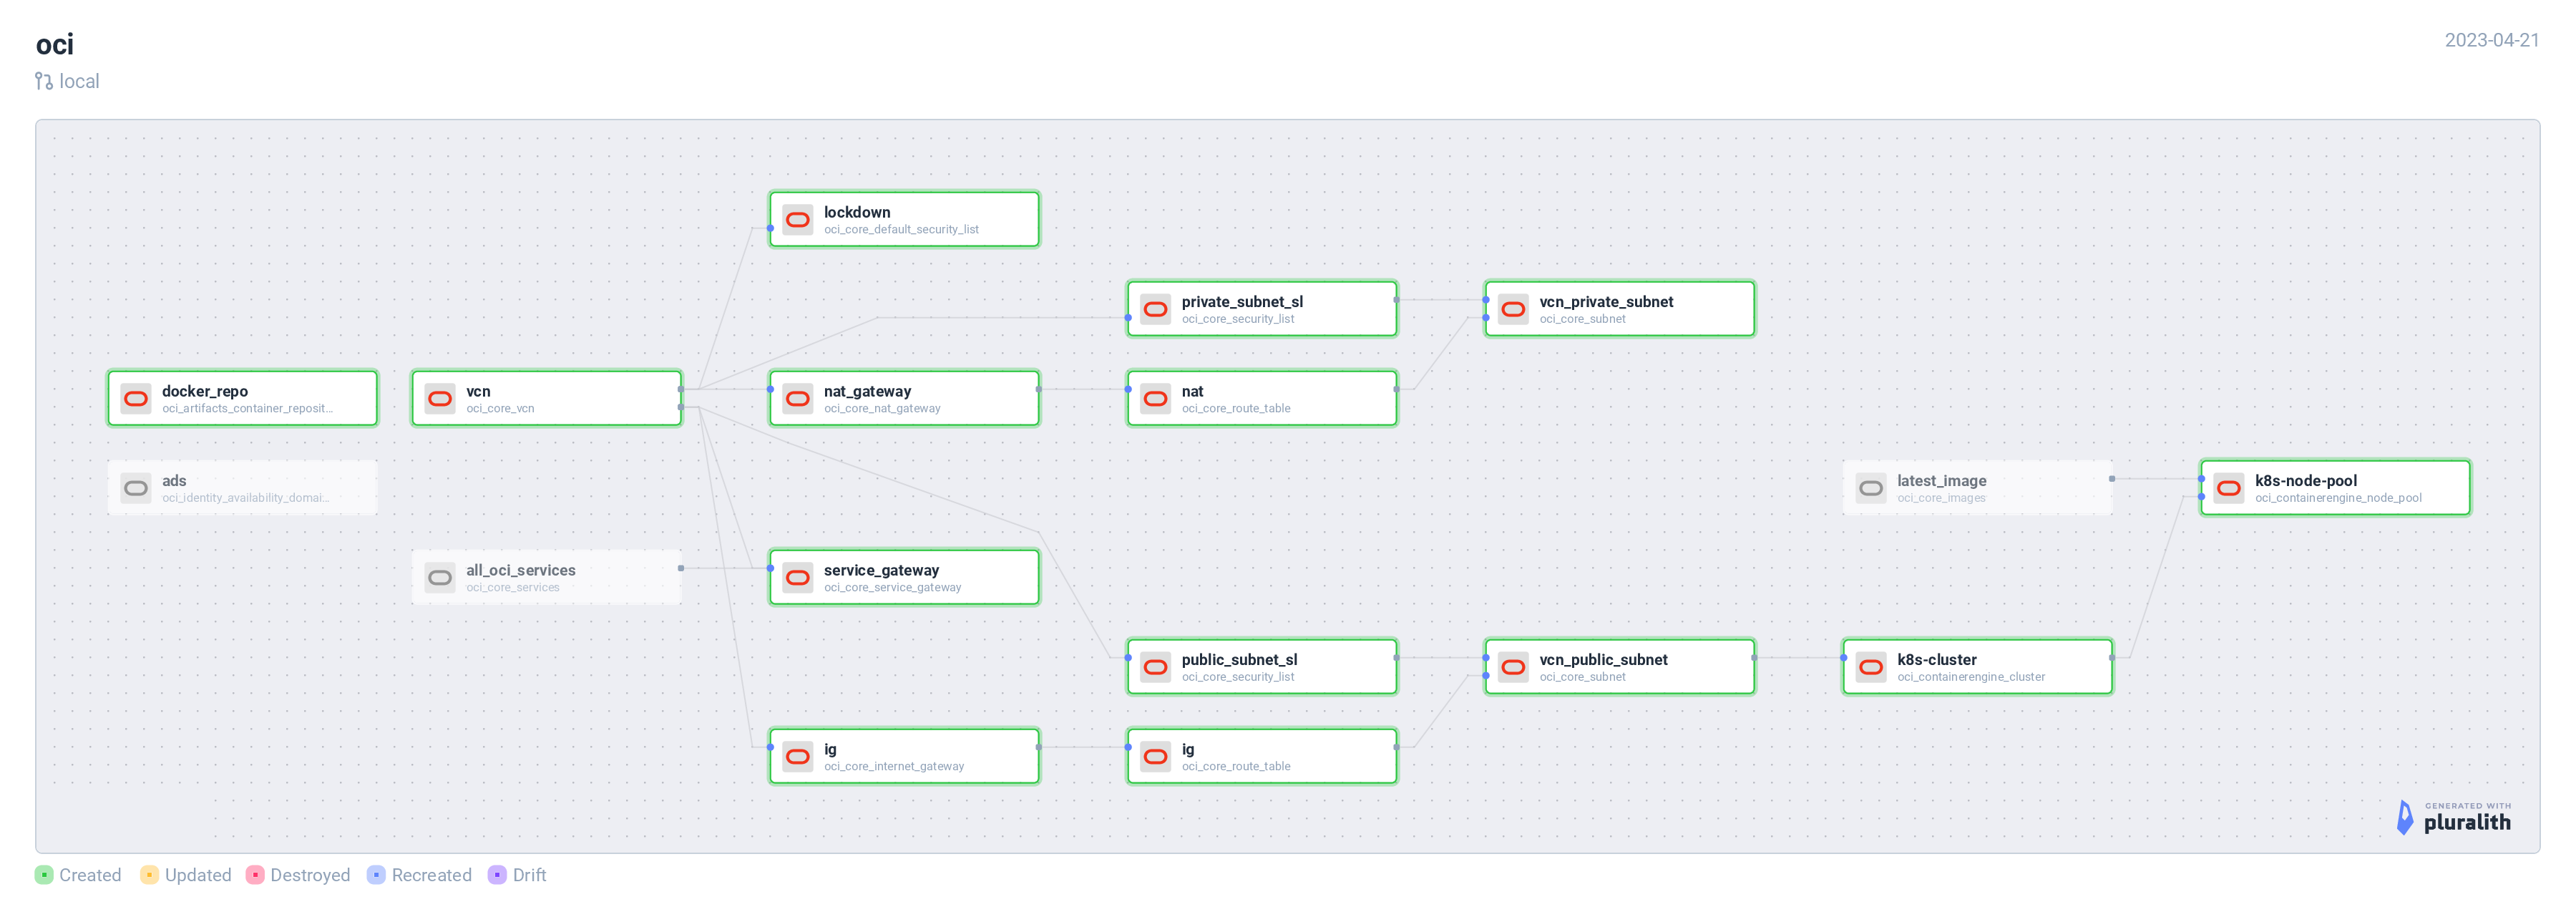 oci
2023-04-21
local
lockdown
oci_core_default_security_list
private_subnet_sl
oci_core_security_list
vcn_private_subnet
oci_core_subnet
docker_repo
oci_artifacts_container_reposit...
vcn
oci_core_vcn
nat_gateway
oci_core_nat_gateway
nat
oci_core_route_table
ads
oci_identity_availability_domai...
latest_image
oci_core_images
k8s-node-pool
oci_containerengine_node_pool
all_oci_services
oci_core_services
service_gateway
oci_core_service_gateway
public_subnet_sl
oci_core_security_list
vcn_public_subnet
oci_core_subnet
k8s-cluster
oci_containerengine_cluster
ig
oci_core_internet_gateway
ig
oci_core_route_table
GENERATED WITH
pluralith
Created
Updated
Destroyed
Recreated
Drift